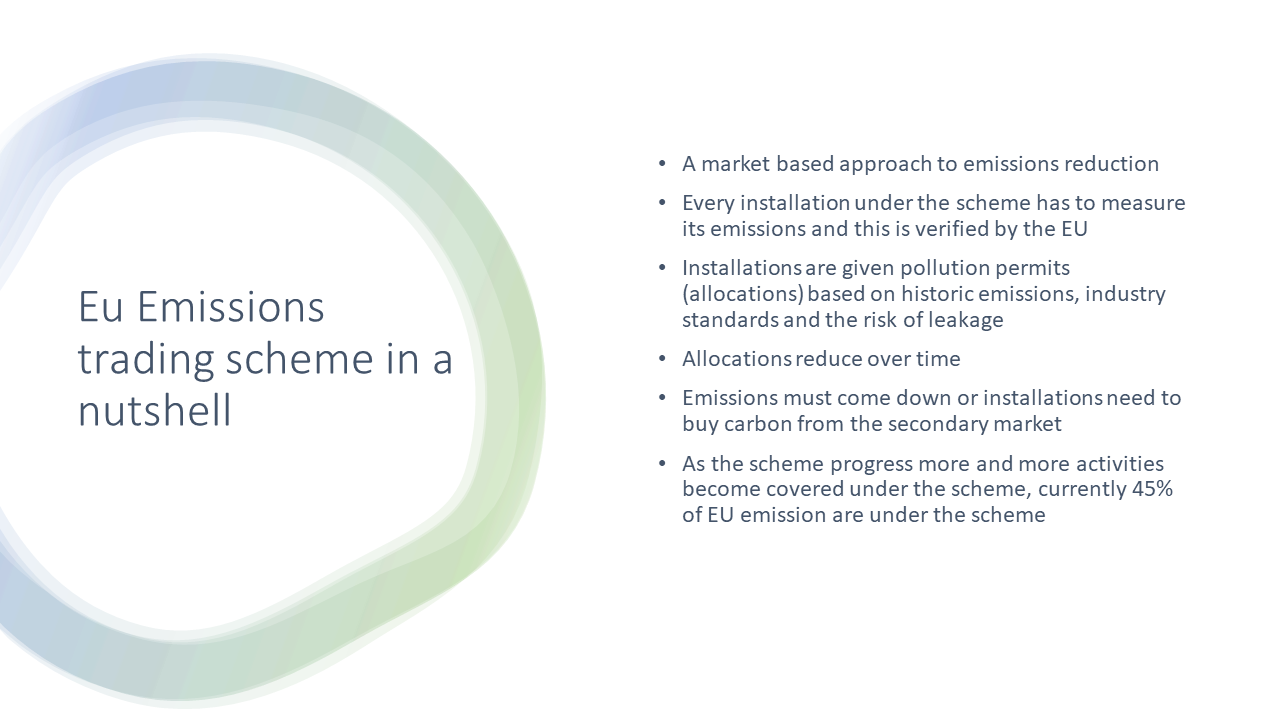 Eu Emissions
trading scheme in a
nutshell
• A market based approach to emissions reduction
• Every installation under the scheme has to measure
its emissions and this is verified by the EU
• Installations are given pollution permits
(allocations) based on historic emissions, industry
standards and the risk of leakage
• Allocations reduce over time
• Emissions must come down or installations need to
buy carbon from the secondary market
• As the scheme progress more and more activities
become covered under the scheme, currently 45%
of EU emission are under the scheme